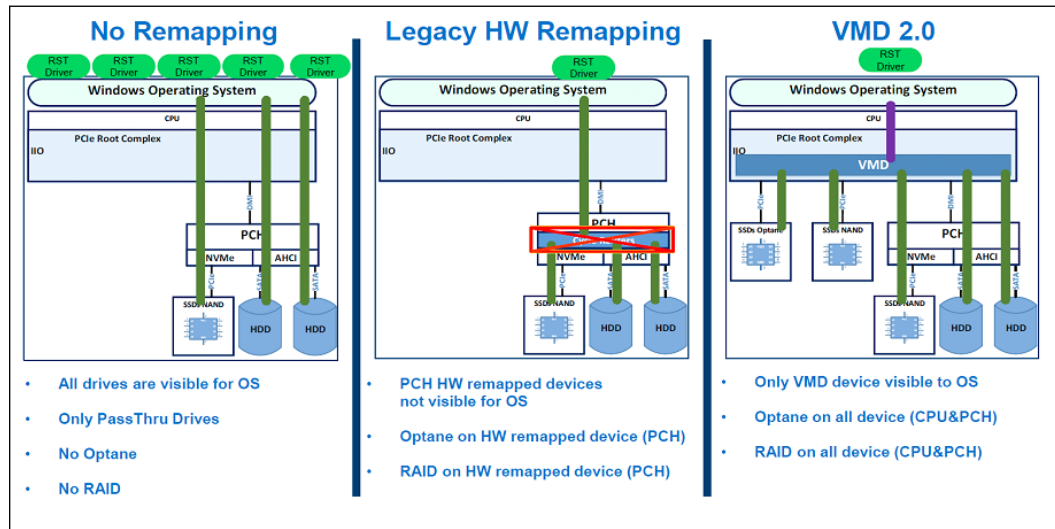 No Remapping
RST Driver
RST Driver
RST Driver
RST Driver
RST Driver
Windows Operating System
CPU
PCIe Root Complex
IIO
DMI
PCH
NVMe
AHCI
PCIe
SATA
SATA
SSDs NAND
HDD
HDD
• All drives are visible for OS
• Only PassThru Drives
• No Optane
• No RAID
Legacy HW Remapping
RST
Driver
Windows Operating System
CPU
PCIe Root Complex
IIO
DMI
PCH
NVMe
AHCI
PCIe
SATA
SATA
SSDs NAND
HDD
HDD
• PCH HW remapped devices
not visible for OS
• Optane on HW remapped device (PCH)
• RAID on HW remapped device (PCH)
VMD 2.0
RST
Driver
Windows Operating System
CPU
PCIe Root Complex
IIO
VMD
PCIe
PCIe
DMI
SSDs Optane
SSDs NAND
PCH
NVMe
AHCI
PCIe
SATA
SATA
SSDs NAND
HDD
HDD
• Only VMD device visible to OS
• Optane on all device (CPU&PCH)
• RAID on all device (CPU&PCH)